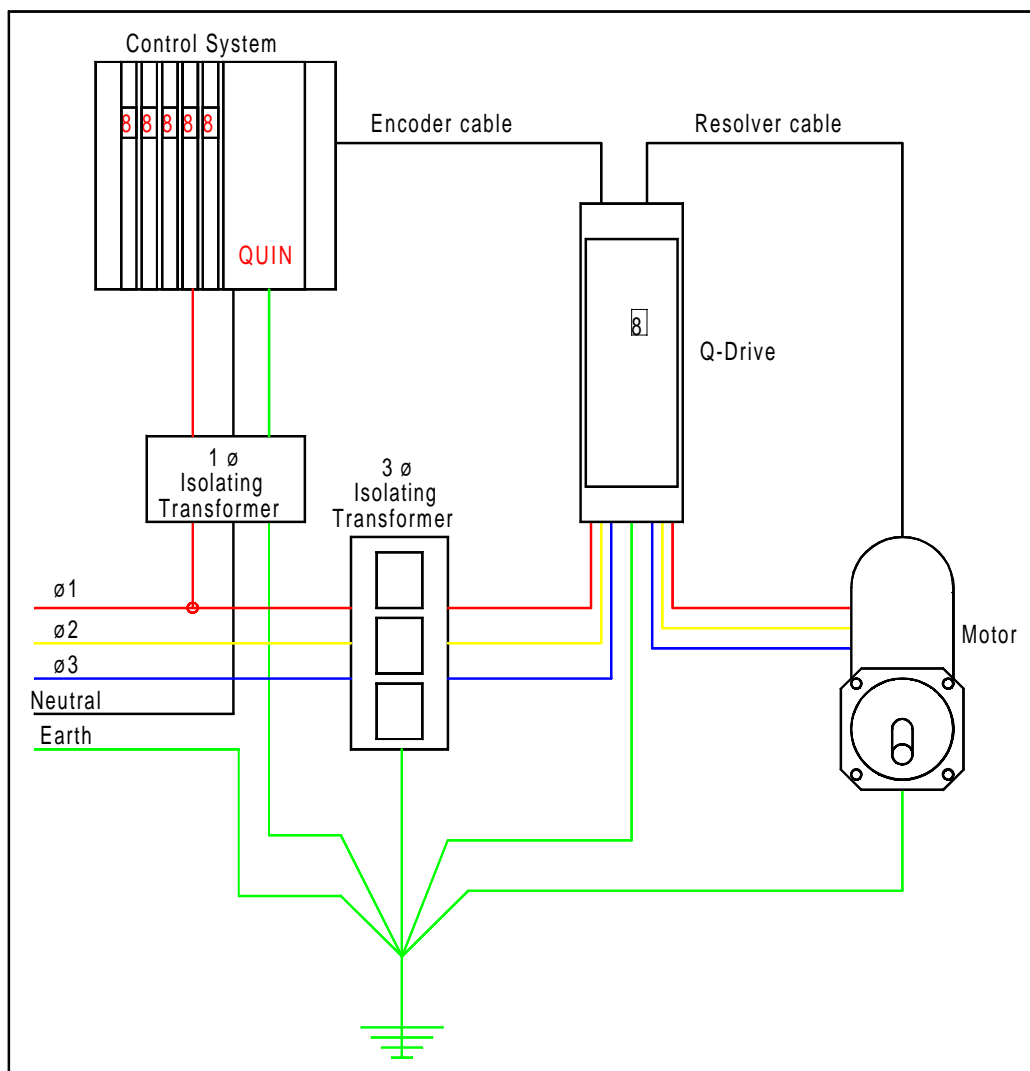 Control System
8 8 8 8 8
QUIN
Encoder cable
Resolver cable
8
Q-Drive
1 ø
Isolating
Transformer
3 ø
Isolating
Transformer
ø1
ø2
ø3
Neutral
Earth
Motor